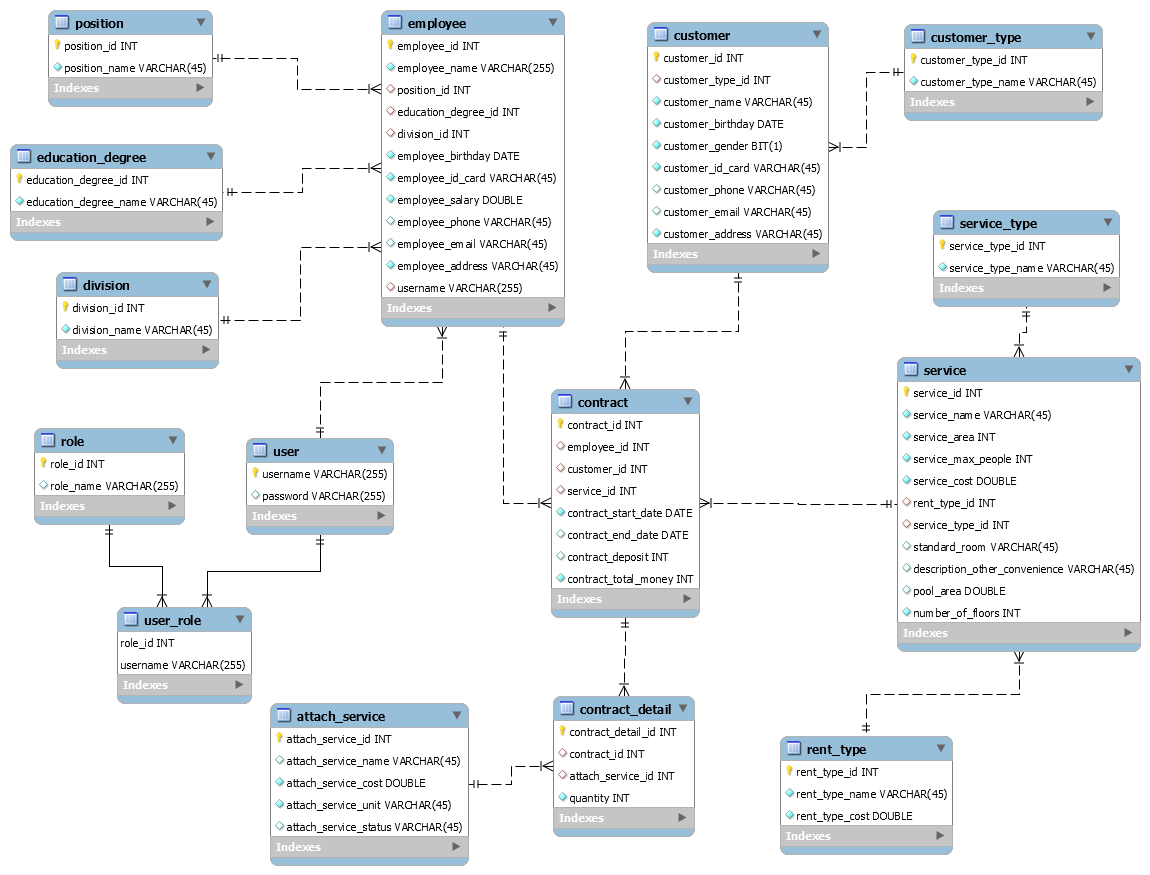 position
position_id INT
position_name VARCHAR(45)
Indexes
employee
employee_id INT
employee_name VARCHAR(255)
position_id INT
education_degree_id INT
division_id INT
employee_birthday DATE
employee_id_card VARCHAR(45)
employee_salary DOUBLE
employee_phone VARCHAR(45)
employee_email VARCHAR(45)
employee_address VARCHAR(45)
username VARCHAR(255)
Indexes
customer
customer_id INT
customer_type_id INT
customer_name VARCHAR(45)
customer_birthday DATE
customer_gender BIT(1)
customer_id_card VARCHAR(45)
customer_phone VARCHAR(45)
customer_email VARCHAR(45)
customer_address VARCHAR(45)
Indexes
customer_type
customer_type_id INT
customer_type_name VARCHAR(45)
Indexes
education_degree
education_degree_id INT
education_degree_name VARCHAR(45)
Indexes
service_type
service_type_id INT
service_type_name VARCHAR(45)
Indexes
division
division_id INT
division_name VARCHAR(45)
Indexes
service
service_id INT
service_name VARCHAR(45)
service_area INT
service_max_people INT
service_cost DOUBLE
rent_type_id INT
service_type_id INT
standard_room VARCHAR(45)
description_other_convenience VARCHAR(45)
pool_area DOUBLE
number_of_floors INT
Indexes
contract
contract_id INT
employee_id INT
customer_id INT
service_id INT
contract_start_date DATE
contract_end_date DATE
contract_deposit INT
contract_total_money INT
Indexes
role
role_id INT
role_name VARCHAR(255)
Indexes
user
username VARCHAR(255)
password VARCHAR(255)
Indexes
user_role
role_id INT
username VARCHAR(255)
Indexes
attach_service
attach_service_id INT
attach_service_name VARCHAR(45)
attach_service_cost DOUBLE
attach_service_unit VARCHAR(45)
attach_service_status VARCHAR(45)
Indexes
contract_detail
contract_detail_id INT
contract_id INT
attach_service_id INT
quantity INT
Indexes
rent_type
rent_type_id INT
rent_type_name VARCHAR(45)
rent_type_cost DOUBLE
Indexes